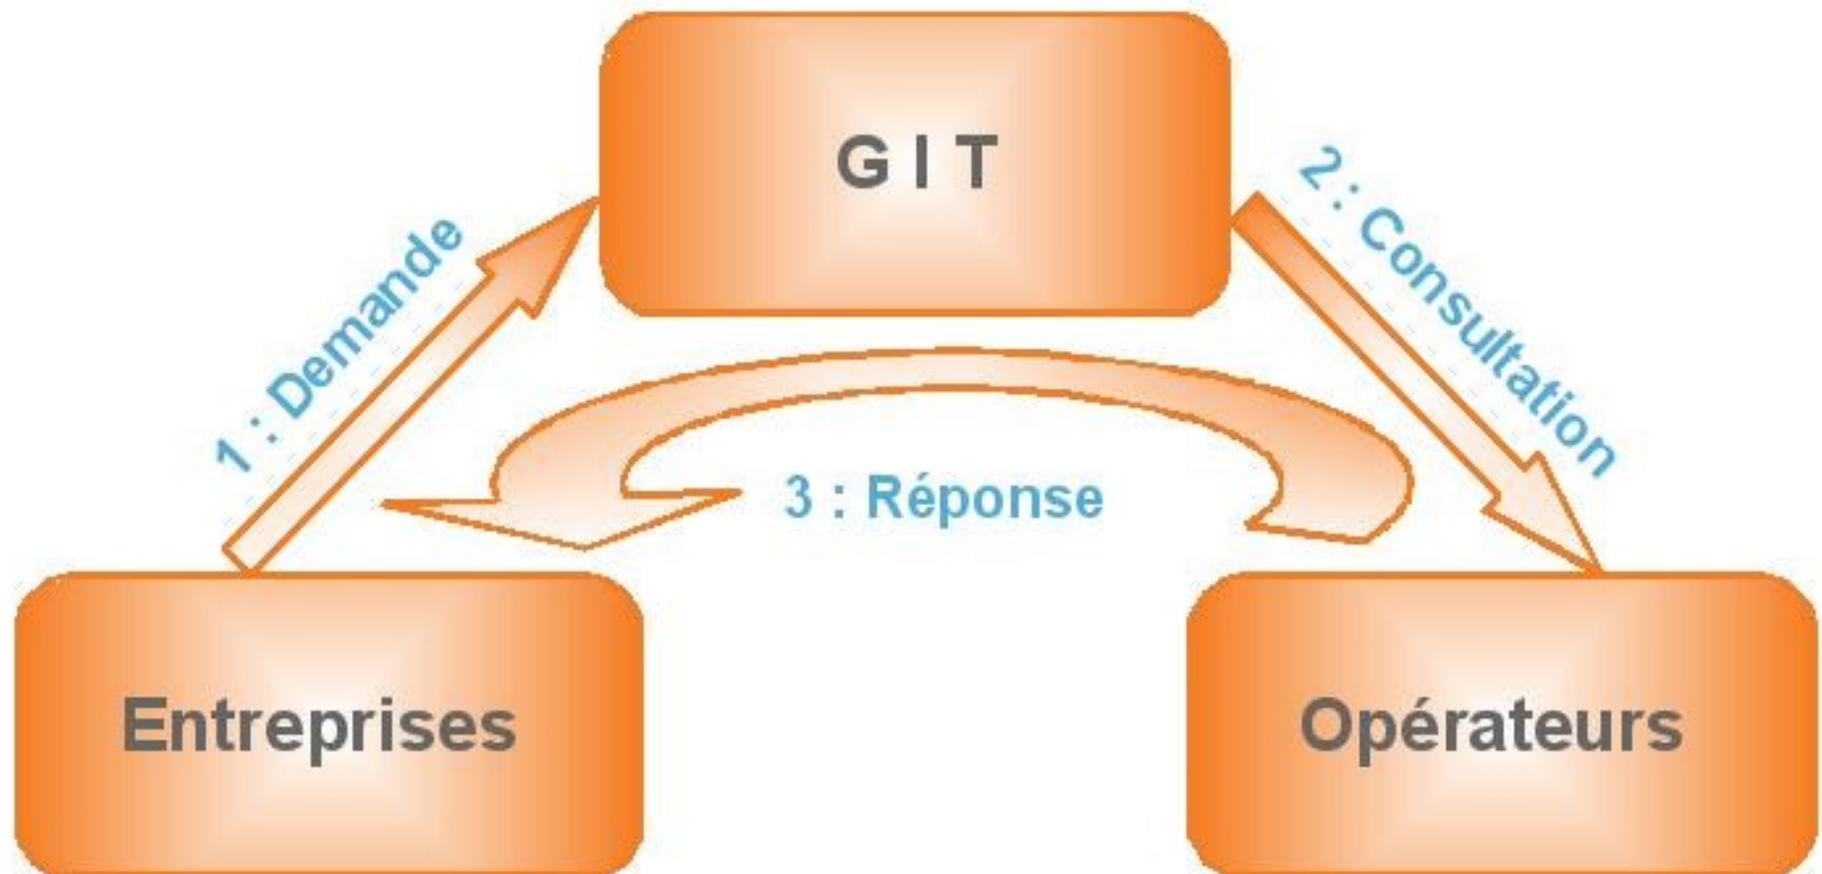 G I T
1 : Demande
2 : Consultation
3 : Réponse
Entreprises
Opérateurs